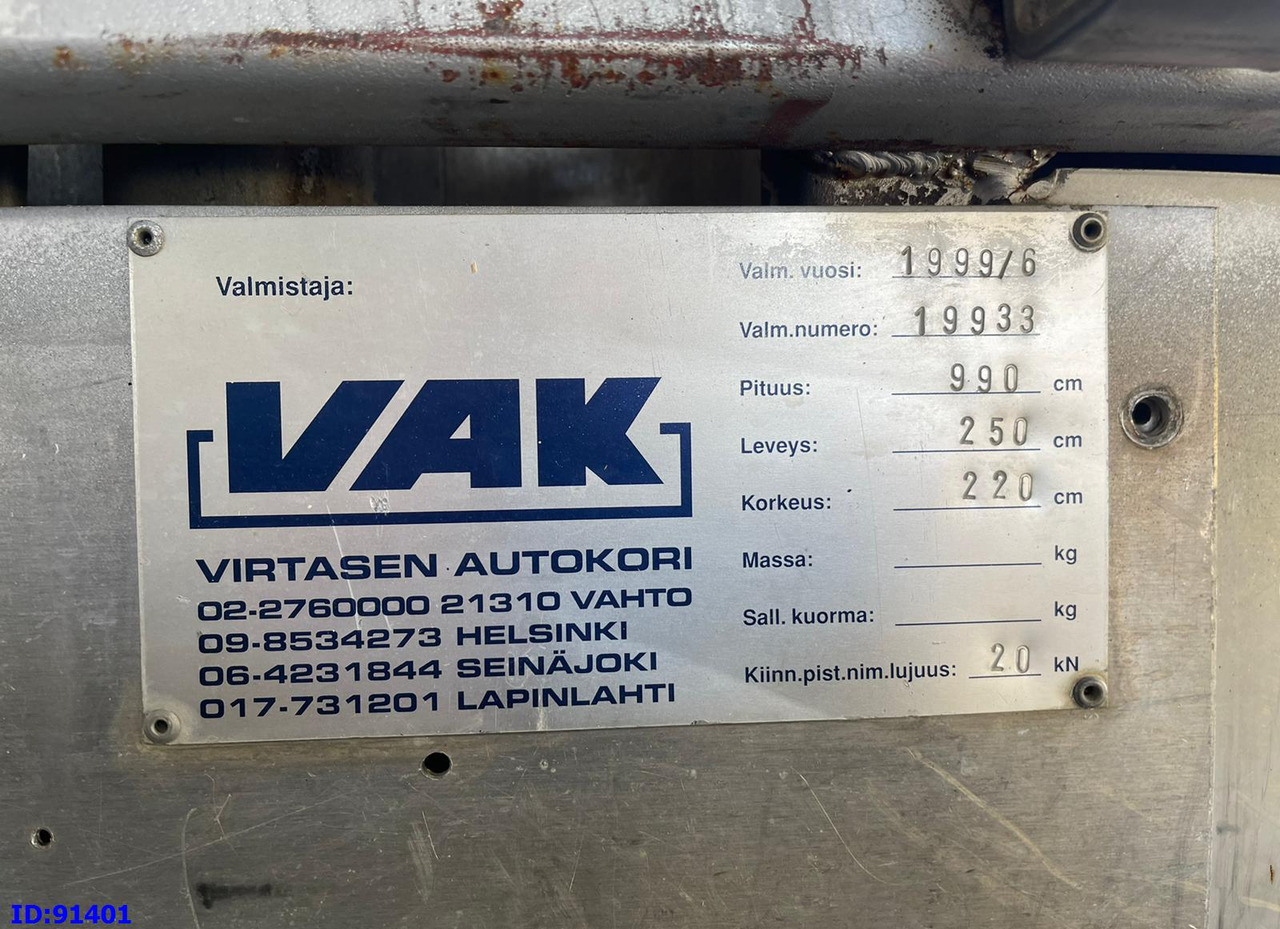 Valmistaja:
VAK
VIRTASEN AUTOKORI
02-2760000 21310 VAHTO
09-8534273 HELSINKI
06-4231844 SEINÄJOKI
017-731201 LAPINLAHTI
Valm. vuosi: 1999/6
Valm.numero: 19933
Pituus: 990 cm
Leveys: 250 cm
Korkeus: 220 cm
Massa: kg
Sall. kuorma: kg
Kiinn.pist.nim.lujuus: 20 kN
ID:91401